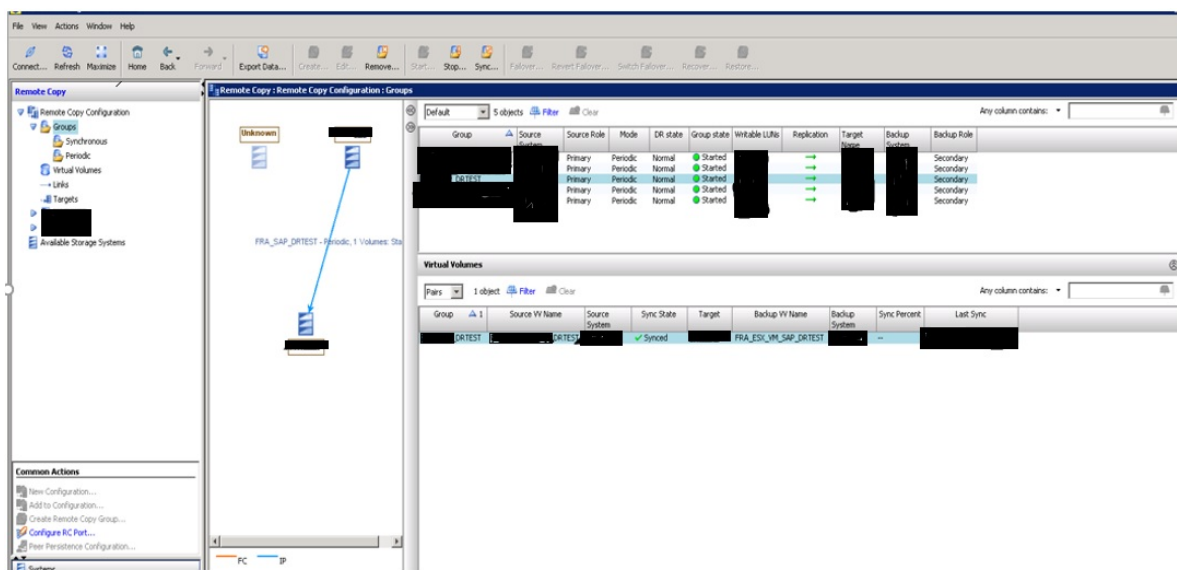 File View Actions Window Help
Connect... Refresh Maximize Home Back Forward Export Data... Create... Edit... Remove... Start... Stop... Sync... Failover... Revert Failover... Switch Failover... Recover... Restore...
Remote Copy
Remote Copy Configuration
Groups
Synchronous
Periodic
Virtual Volumes
Links
Targets
Available Storage Systems
Common Actions
New Configuration...
Add to Configuration...
Create Remote Copy Group...
Configure RC Port...
Peer Persistence Configuration...
Systems
Remote Copy : Remote Copy Configuration : Groups
Unknown
FRA_SAP_DRTEST - Periodic, 1 Volumes: Sta
FC IP
Default 5 objects Filter Clear Any column contains:
Group Source System Source Role Mode DR state Group state Writable LUNs Replication Target Name Backup System Backup Role
Primary Periodic Normal Started Secondary
Primary Periodic Normal Started Secondary
DRTEST Primary Periodic Normal Started Secondary
Primary Periodic Normal Started Secondary
Primary Periodic Normal Started Secondary
Virtual Volumes
Pairs 1 object Filter Clear Any column contains:
Group 1 Source VV Name Source System Sync State Target Backup VV Name Backup System Sync Percent Last Sync
DRTEST DRTEST Synced FRA_ESX_VM_SAP_DRTEST --